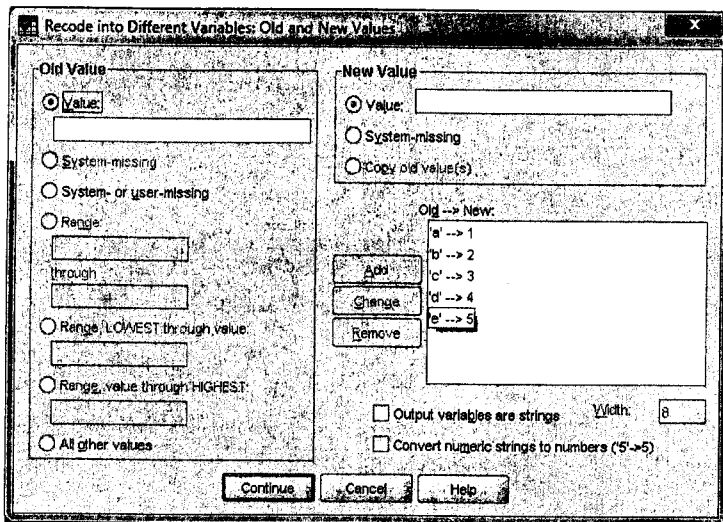 Recode into Different Variables: Old and New Values
Old Value
Value:
System-missing
System- or user-missing
Range:
through
Range, LOWEST through value:
Range, value through HIGHEST:
All other values
New Value
Value:
System-missing
Copy old value(s)
Old --> New:
'a' --> 1
'b' --> 2
'c' --> 3
'd' --> 4
'e' --> 5
Add
Change
Remove
Output variables are strings
Width: 8
Convert numeric strings to numbers ('5'->5)
Continue
Cancel
Help